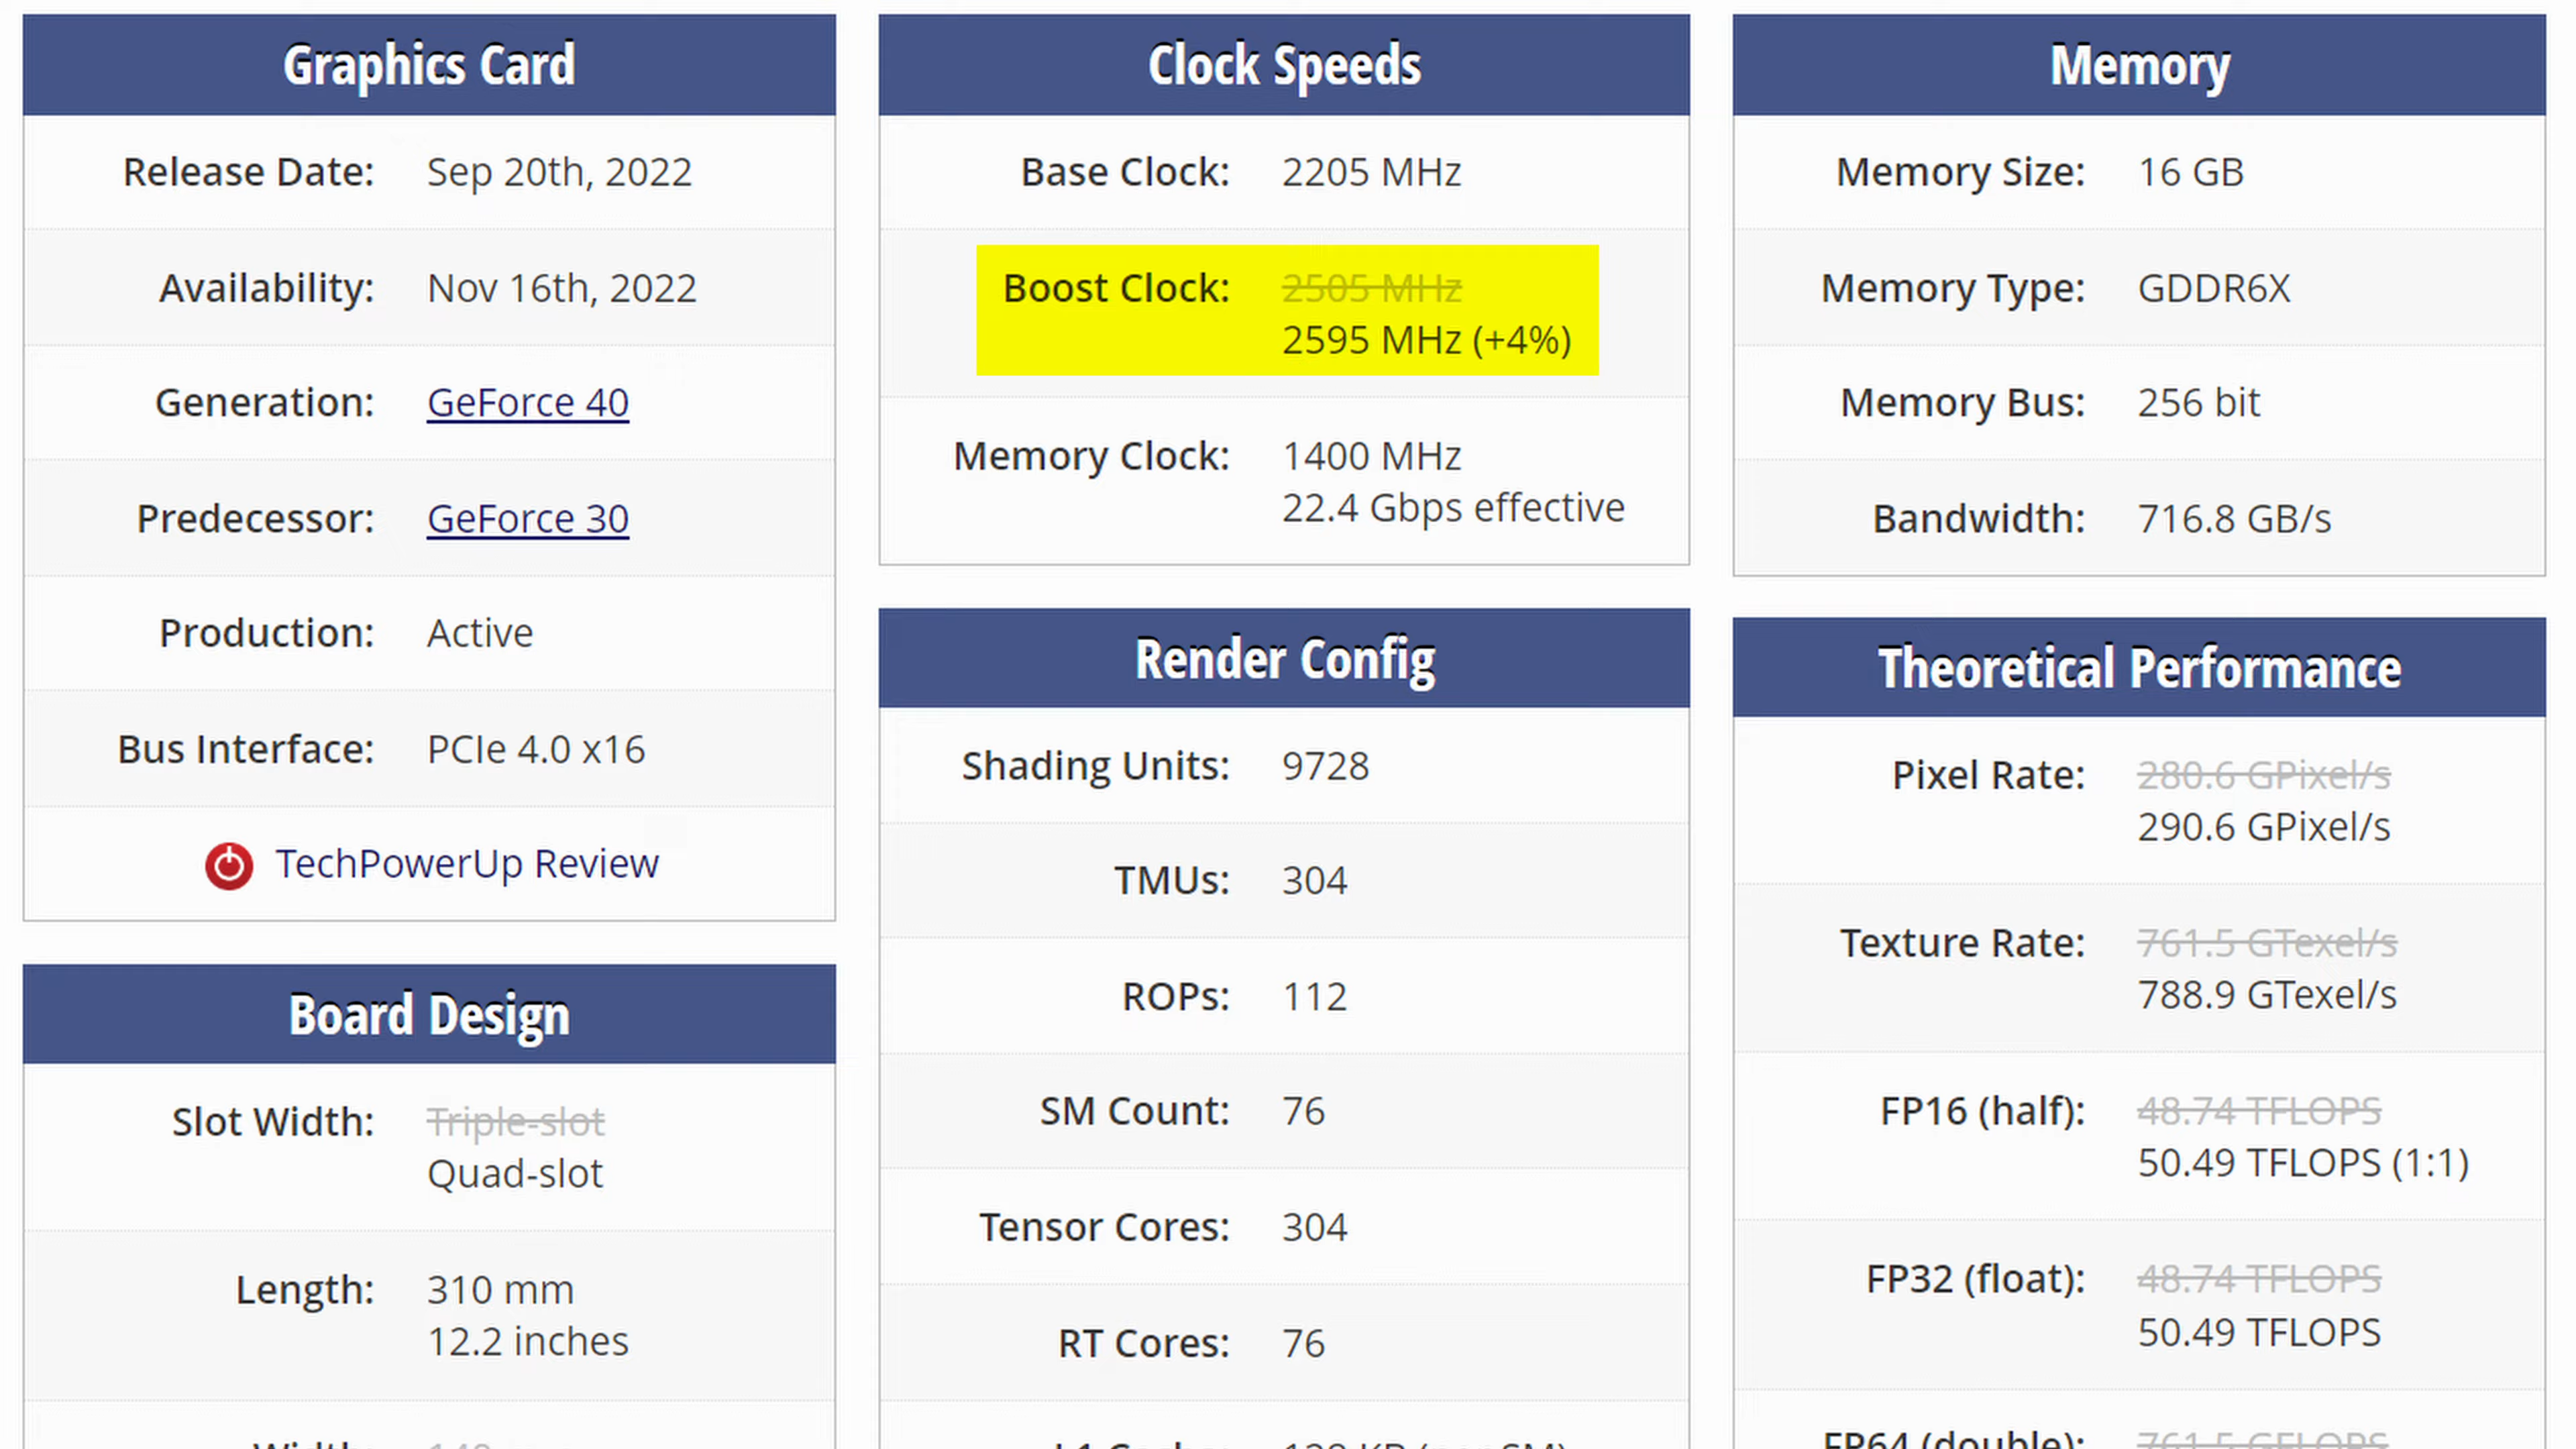 Graphics Card
Release Date: Sep 20th, 2022
Availability: Nov 16th, 2022
Generation: GeForce 40
Predecessor: GeForce 30
Production: Active
Bus Interface: PCIe 4.0 x16
TechPowerUp Review
Board Design
Slot Width: Triple-slot
Quad-slot
Length: 310 mm
12.2 inches
Clock Speeds
Base Clock: 2205 MHz
Boost Clock: 2505 MHz
2595 MHz (+4%)
Memory Clock: 1400 MHz
22.4 Gbps effective
Render Config
Shading Units: 9728
TMUs: 304
ROPs: 112
SM Count: 76
Tensor Cores: 304
RT Cores: 76
Memory
Memory Size: 16 GB
Memory Type: GDDR6X
Memory Bus: 256 bit
Bandwidth: 716.8 GB/s
Theoretical Performance
Pixel Rate: 280.6 GPixel/s
290.6 GPixel/s
Texture Rate: 761.5 GTexel/s
788.9 GTexel/s
FP16 (half): 48.74 TFLOPS
50.49 TFLOPS (1:1)
FP32 (float): 48.74 TFLOPS
50.49 TFLOPS
FP64 (double): 761.5 GFLOPS